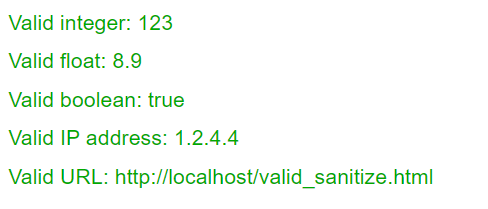 Valid integer: 123
Valid float: 8.9
Valid boolean: true
Valid IP address: 1.2.4.4
Valid URL: http://localhost/valid_sanitize.html